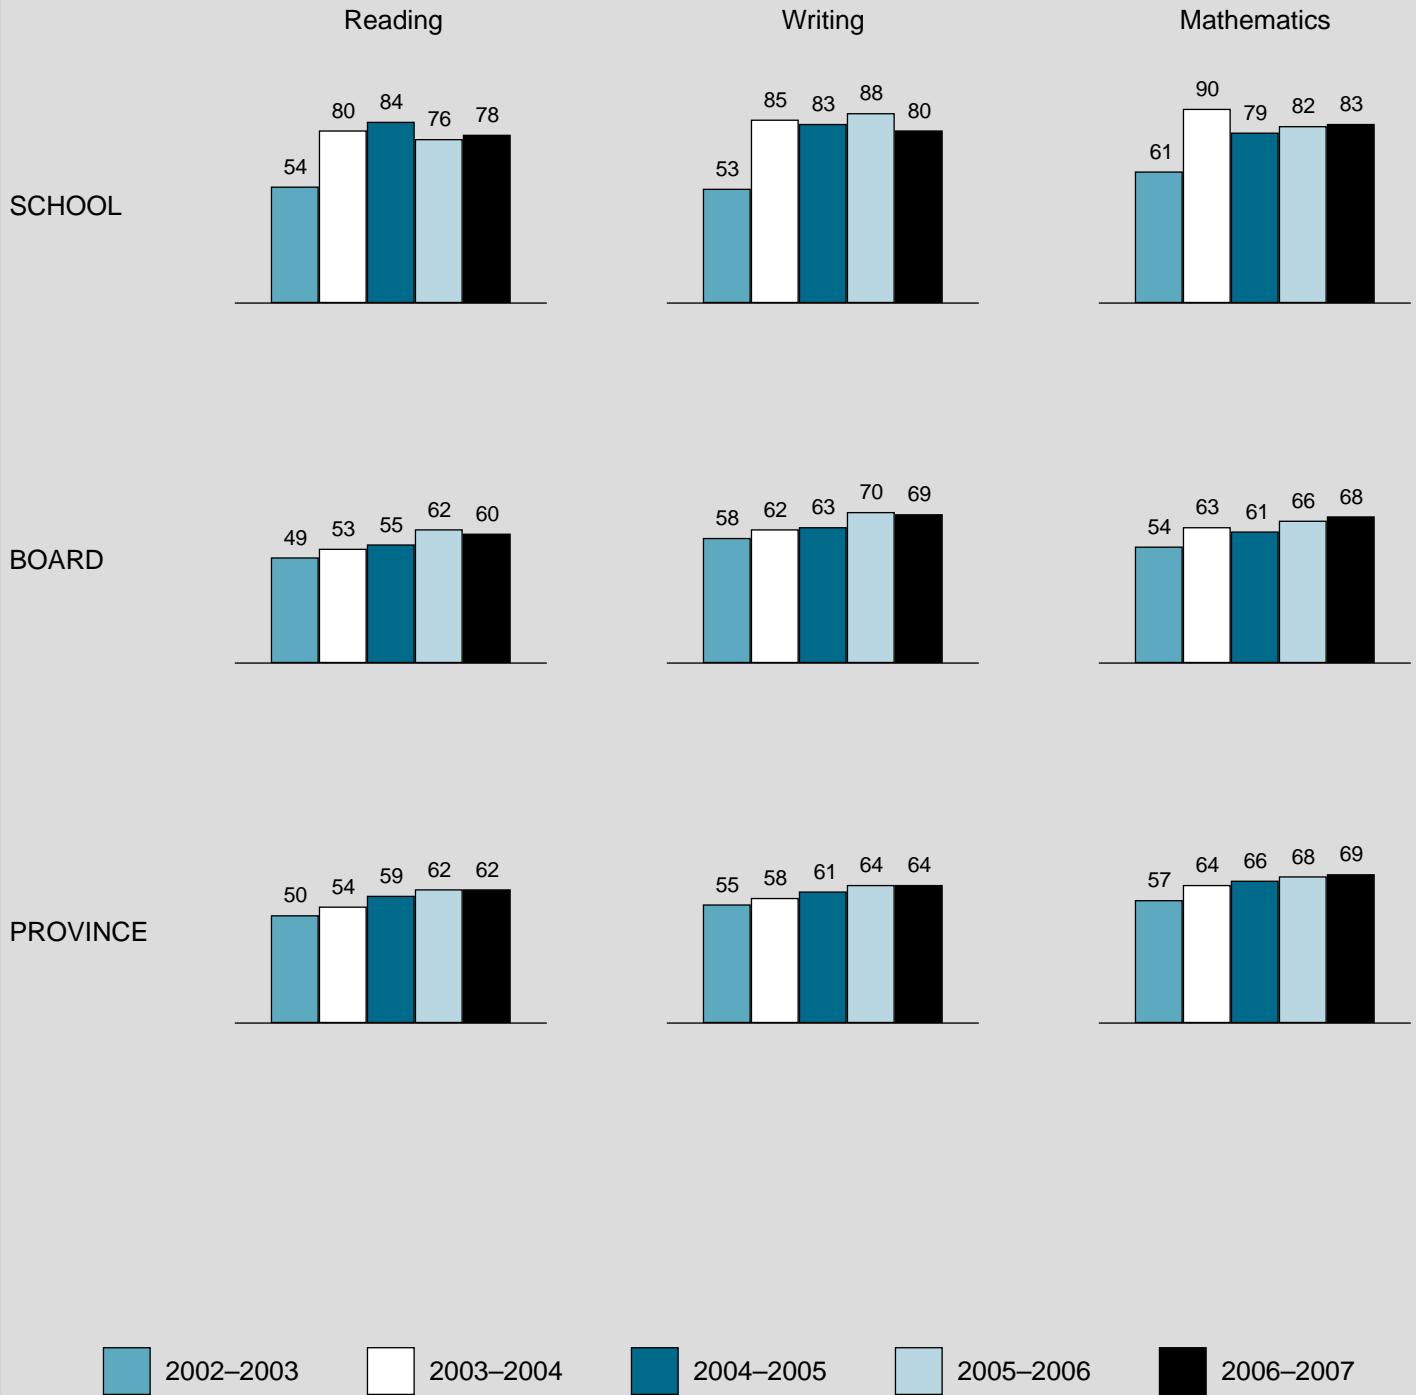 Reading Writing Mathematics
SCHOOL
54 80 84 76 78
53 85 83 88 80
61 90 79 82 83
BOARD
49 53 55 62 60
58 62 63 70 69
54 63 61 66 68
PROVINCE
50 54 59 62 62
55 58 61 64 64
57 64 66 68 69
2002–2003 2003–2004 2004–2005 2005–2006 2006–2007